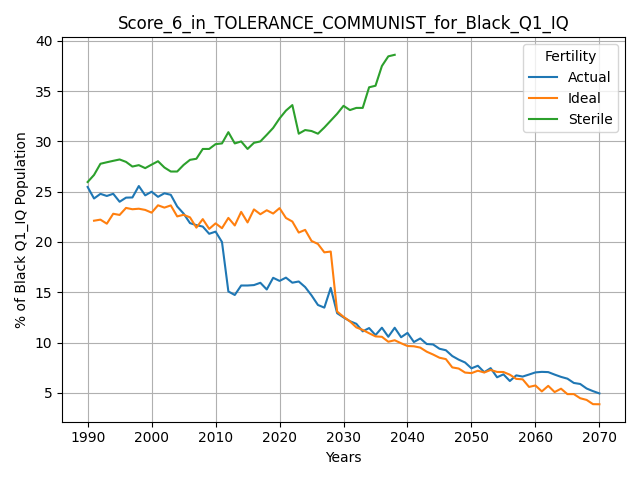 Score_6_in_TOLERANCE_COMMUNIST_for_Black_Q1_IQ
Fertility
Actual
Ideal
Sterile
% of Black Q1_IQ Population
40
35
30
25
20
15
10
5
1990 2000 2010 2020 2030 2040 2050 2060 2070
Years